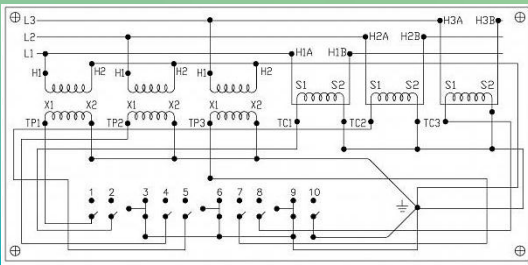 L3 H3A H3B
L2 H2A H2B
L1 H1A H1B
H1 H2 H1 H2 H1 H2
S1 S2 S1 S2 S1 S2
X1 X2 X1 X2 X1 X2
TP1 TP2 TP3 TC1 TC2 TC3
1 2 3 4 5 6 7 8 9 10